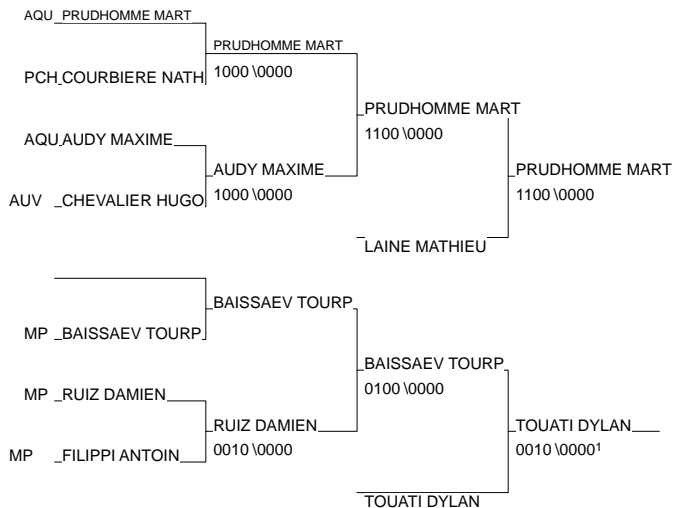 AQU PRUDHOMME MART
PRUDHOMME MART
PCH COURBIERE NATH 1000 \0000
PRUDHOMME MART
1100 \0000
AQU AUDY MAXIME
AUDY MAXIME PRUDHOMME MART
AUV CHEVALIER HUGO 1000 \0000 1100 \0000
LAINE MATHIEU
BAISSAEV TOURP
MP BAISSAEV TOURP
BAISSAEV TOURP
0100 \0000
MP RUIZ DAMIEN
RUIZ DAMIEN TOUATI DYLAN
0010 \0000 0010 \0000¹
MP FILIPPI ANTOIN
TOUATI DYLAN